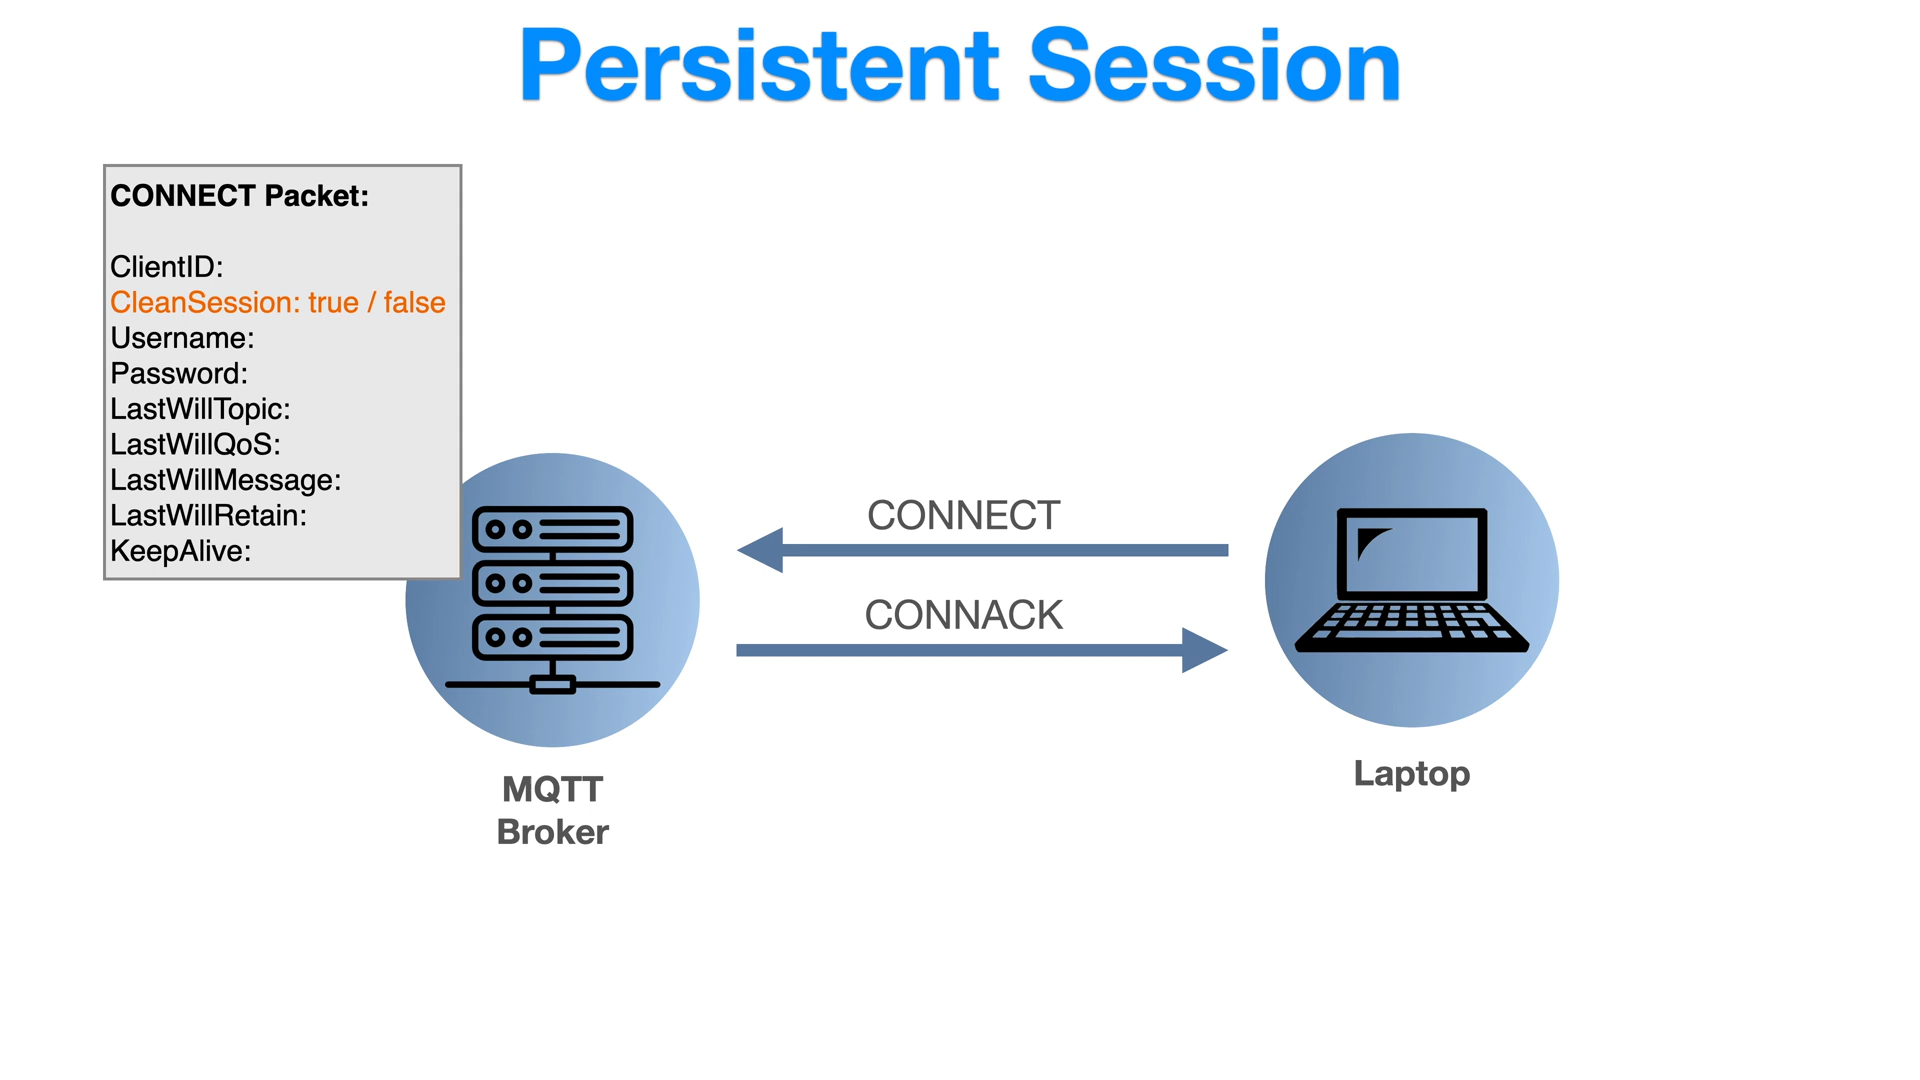 Persistent Session
CONNECT Packet:
ClientID:
CleanSession: true / false
Username:
Password:
LastWillTopic:
LastWillQoS:
LastWillMessage:
LastWillRetain:
KeepAlive:
CONNECT
CONNACK
MQTT
Broker
Laptop